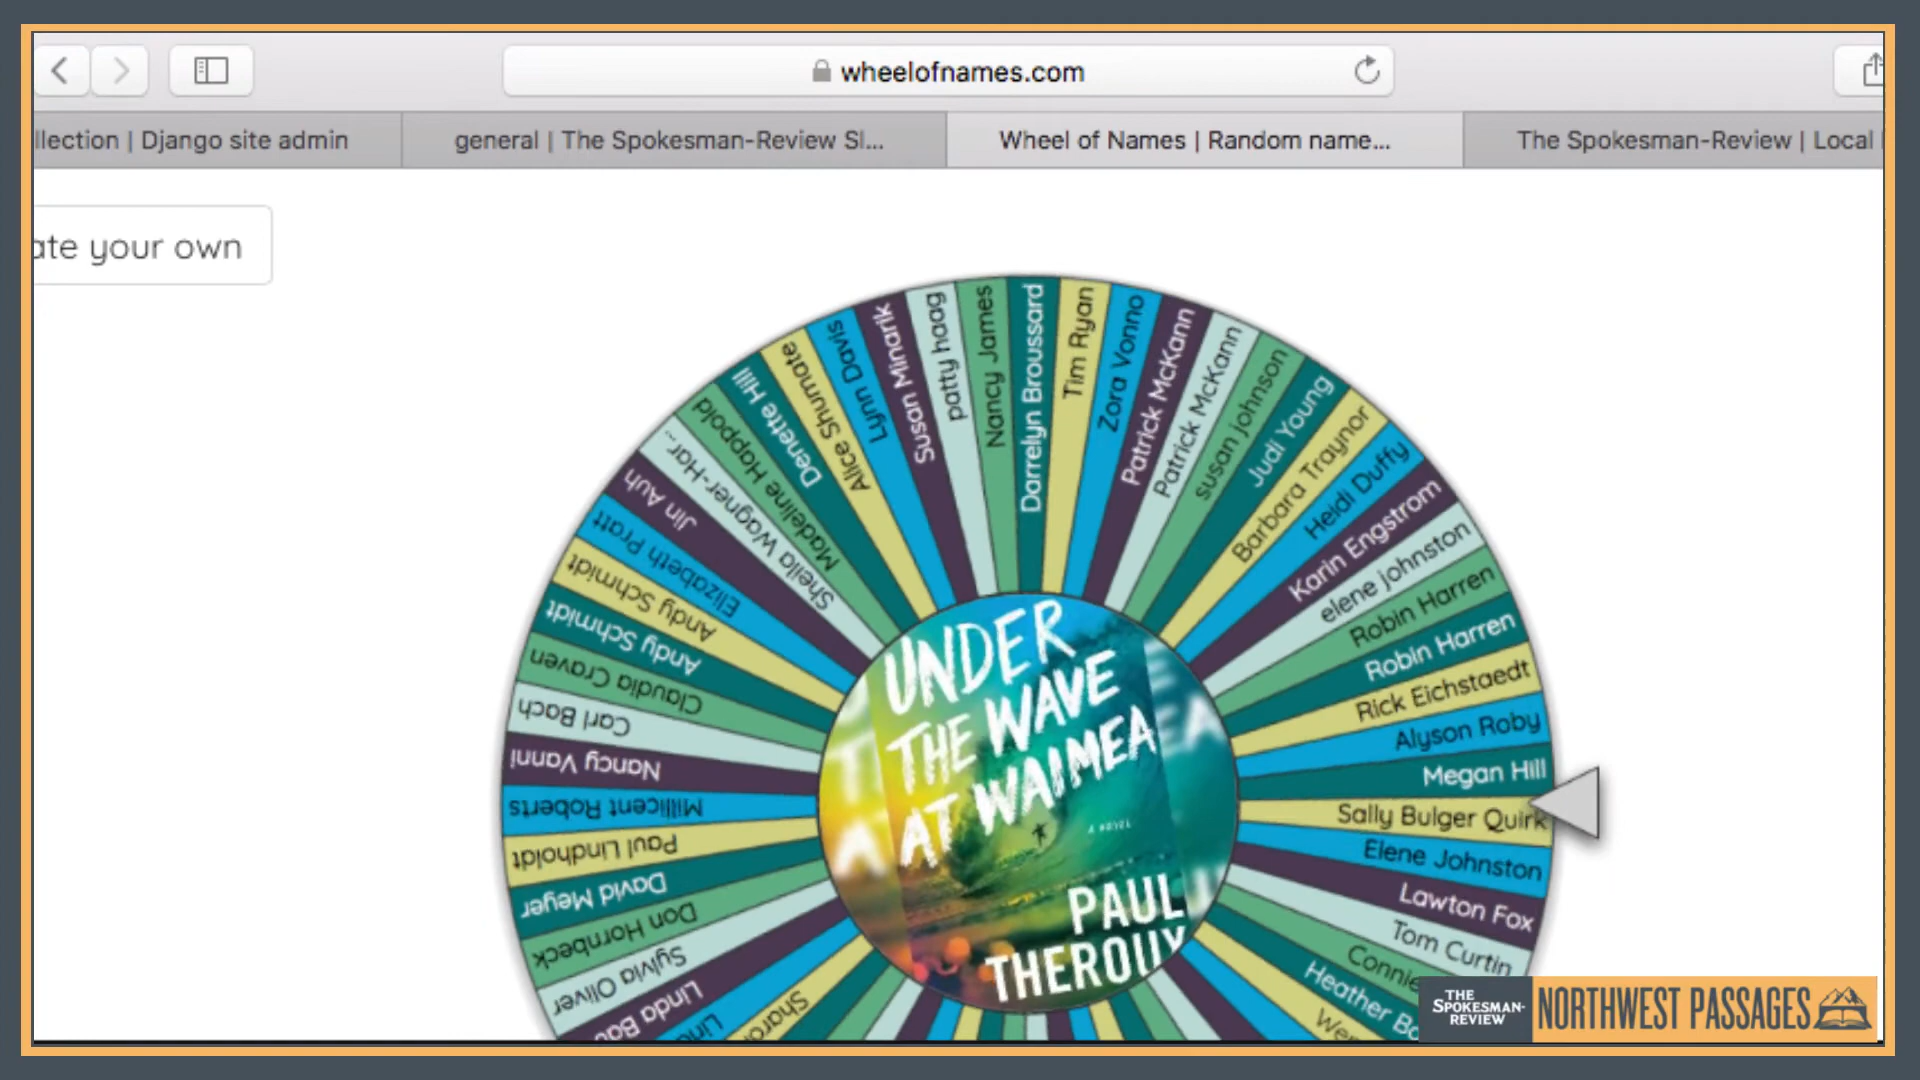 wheelofnames.com
llection | Django site admin
general | The Spokesman-Review Sl...
Wheel of Names | Random name...
The Spokesman-Review | Local
ate your own
Darrelyn Broussard
Tim Ryan
Zora Vonno
Patrick McKann
Patrick McKann
susan johnson
Judi Young
Barbara Traynor
Heidi Duffy
Karin Engstrom
elene johnston
Robin Harren
Robin Harren
Rick Eichstaedt
Alyson Roby
Megan Hill
Sally Bulger Quirk
Elene Johnston
Lawton Fox
Tom Curtin
Connie
Heather Bo
Wen
Sharo
Lin
Linda Ba
Sylvia Oliver
Don Hornbeck
David Meyer
Paul Lindholdt
Millicent Roberts
Nancy Vanni
Carl Bach
Claudia Craven
Andy Schmidt
Andy Schmidt
Elizabeth Pratt
Jin Auh
Sheila Wagner-Har...
Madeline Happold
Denette Hill
Alice Shumate
Lynn Davis
Susan Minarik
patty haag
Nancy James
UNDER
THE WAVE
AT WAIMEA
A NOVEL
PAUL
THEROUX
THE
SPOKESMAN-
REVIEW
NORTHWEST PASSAGES